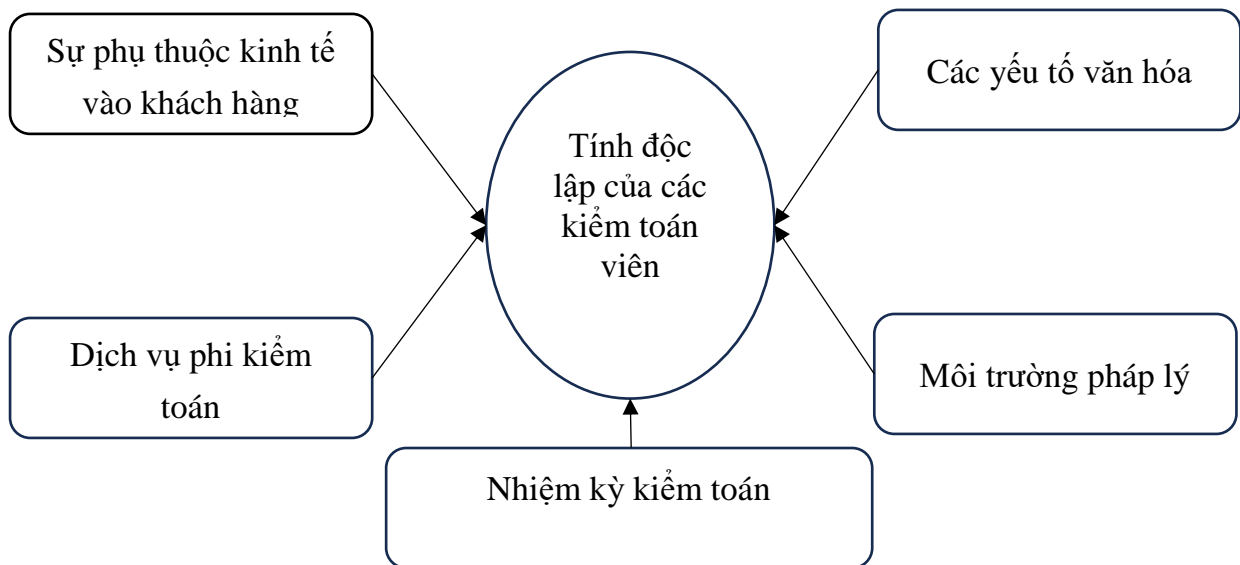 Sự phụ thuộc kinh tế
vào khách hàng
Các yếu tố văn hóa
Tính độc
lập của các
kiểm toán
viên
Dịch vụ phi kiểm
toán
Môi trường pháp lý
Nhiệm kỳ kiểm toán